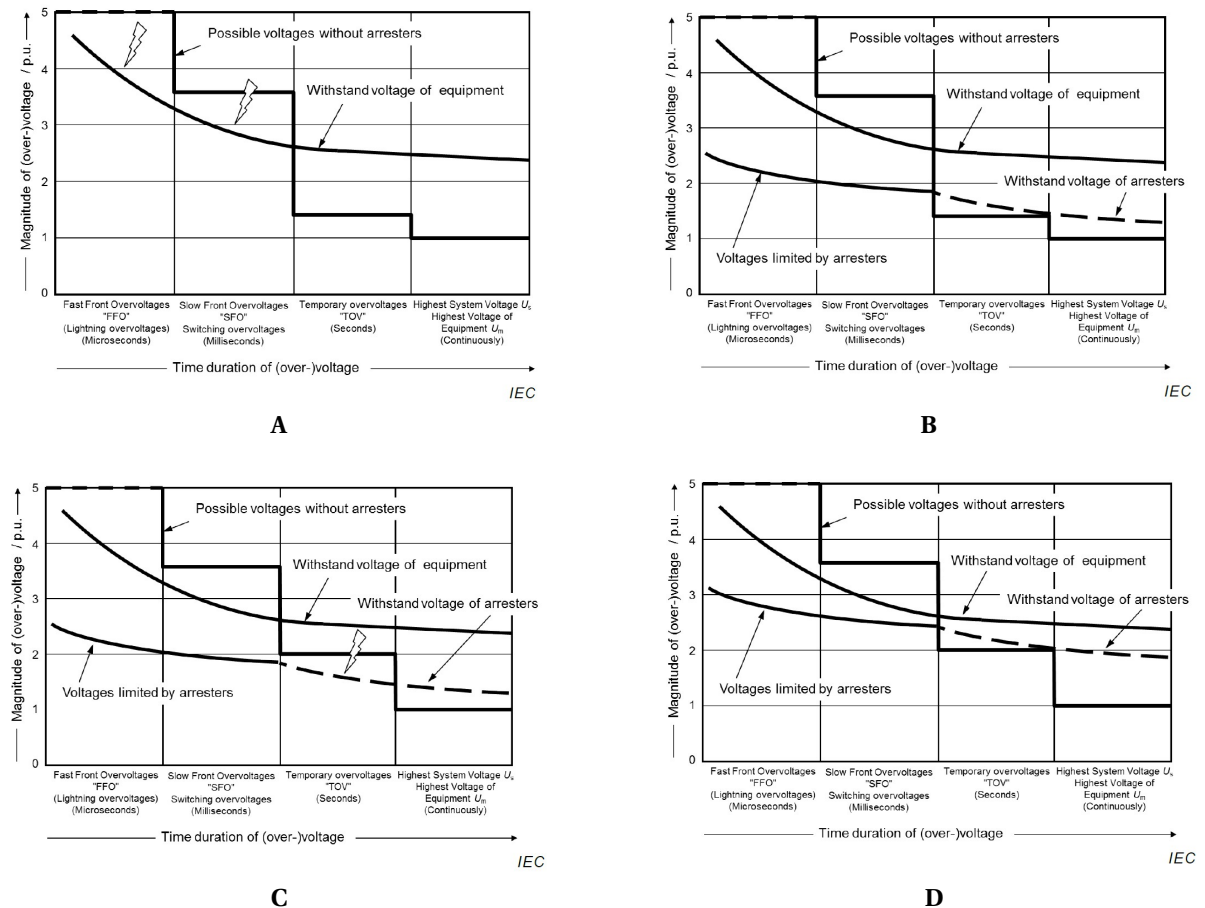 Magnitude of (over-)voltage / p.u.
5
4
3
2
1
0
Possible voltages without arresters
Withstand voltage of equipment
Fast Front Overvoltages
"FFO"
(Lightning overvoltages)
(Microseconds)
Slow Front Overvoltages
"SFO"
Switching overvoltages
(Milliseconds)
Temporary overvoltages
"TOV"
(Seconds)
Highest System Voltage Us
Highest Voltage of
Equipment Um
(Continuously)
Time duration of (over-)voltage
IEC
A
Magnitude of (over-)voltage / p.u.
5
4
3
2
1
0
Possible voltages without arresters
Withstand voltage of equipment
Withstand voltage of arresters
Voltages limited by arresters
Fast Front Overvoltages
"FFO"
(Lightning overvoltages)
(Microseconds)
Slow Front Overvoltages
"SFO"
Switching overvoltages
(Milliseconds)
Temporary overvoltages
"TOV"
(Seconds)
Highest System Voltage Us
Highest Voltage of
Equipment Um
(Continuously)
Time duration of (over-)voltage
IEC
B
Magnitude of (over-)voltage / p.u.
5
4
3
2
1
0
Possible voltages without arresters
Withstand voltage of equipment
Withstand voltage of arresters
Voltages limited by arresters
Fast Front Overvoltages
"FFO"
(Lightning overvoltages)
(Microseconds)
Slow Front Overvoltages
"SFO"
Switching overvoltages
(Milliseconds)
Temporary overvoltages
"TOV"
(Seconds)
Highest System Voltage Us
Highest Voltage of
Equipment Um
(Continuously)
Time duration of (over-)voltage
IEC
C
Magnitude of (over-)voltage / p.u.
5
4
3
2
1
0
Possible voltages without arresters
Withstand voltage of equipment
Withstand voltage of arresters
Voltages limited by arresters
Fast Front Overvoltages
"FFO"
(Lightning overvoltages)
(Microseconds)
Slow Front Overvoltages
"SFO"
Switching overvoltages
(Milliseconds)
Temporary overvoltages
"TOV"
(Seconds)
Highest System Voltage Us
Highest Voltage of
Equipment Um
(Continuously)
Time duration of (over-)voltage
IEC
D